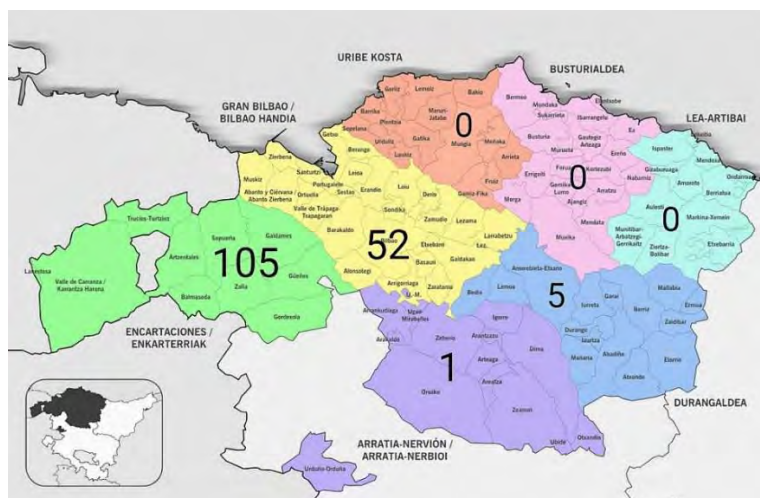 URIBE KOSTA
BUSTURIALDEA
GRAN BILBAO /
BILBAO HANDIA
LEA-ARTIBAI
ENCARTACIONES /
ENKARTERRIAK
DURANGALDEA
ARRATIA-NERVIÓN /
ARRATIA-NERBIOI
0
0
0
105
52
5
1
Gorliz
Lemoiz
Bakio
Barrika
Plentzia
Maruri-
Jatabe
Sopelana
Urduliz
Gatika
Mungia
Meñaka
Laukiz
Arrieta
Gamiz-Fika
Fruiz
Bermeo
Mundaka
Sukarrieta
Elantxobe
Ibarrangelu
Ea
Busturia
Gautegiz
Arteaga
Murueta
Ereño
Forua
Kortezubi
Errigoiti
Gernika-
Lumo
Nabarniz
Arratzu
Ajangiz
Morga
Mendata
Muxika
Ispaster
Lekeitio
Mendexa
Gizaburuaga
Amoroto
Ondarroa
Berriatua
Aulesti
Markina-Xemein
Munitibar-
Arbatzegi-
Gerrikaitz
Ziortza-
Bolibar
Etxebarria
Getxo
Berango
Zierbena
Santurtzi
Leioa
Muskiz
Portugalete
Abanto y Ciérvana
Abanto Zierbena
Ortuella
Sestao
Erandio
Loiu
Derio
Valle de Trápaga
Trapagaran
Sondika
Zamudio
Lezama
Barakaldo
Larrabetzu
Bilbao
Etxebarri
Galdakao
Basauri
Alonsotegi
Arrigorriaga
Zaratamo
Trucios-Turtzioz
Sopuerta
Galdames
Lanestosa
Artzentales
Valle de Carranza /
Karrantza Harana
Zalla
Güeñes
Balmaseda
Gordexola
Amorebieta-Etxano
Bedia
Lemoa
Iurreta
Garai
Berriz
Mallabia
Ermua
Zaldibar
Durango
Izurtza
Mañaria
Abadiño
Elorrio
Atxondo
Arrankudiaga
Ugao
Miraballes
Igorre
Arakaldo
Zeberio
Arantzazu
Dima
Arteaga
Orozko
Areatza
Zeanuri
Ubide
Otxandio
Urduña-Orduña